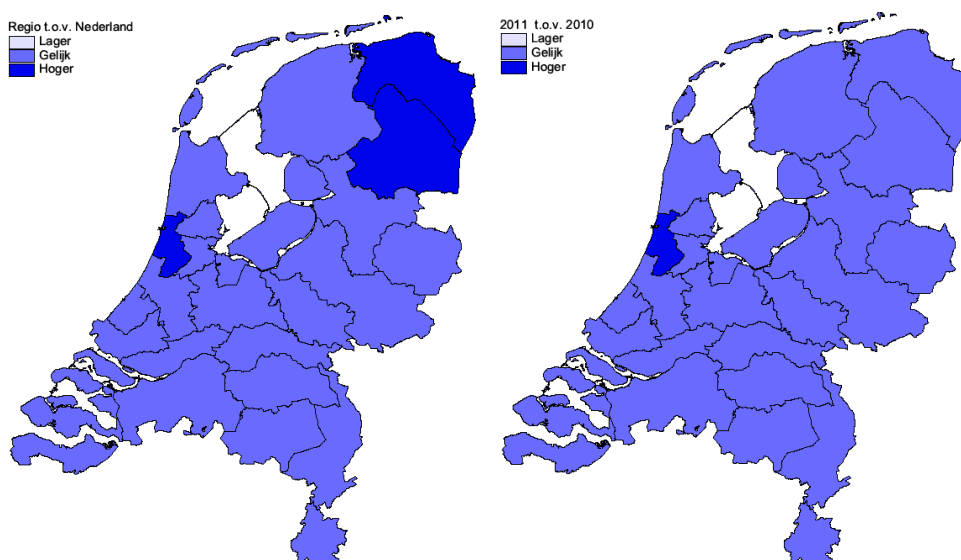 Regio t.o.v. Nederland
Lager
Gelijk
Hoger
2011 t.o.v. 2010
Lager
Gelijk
Hoger